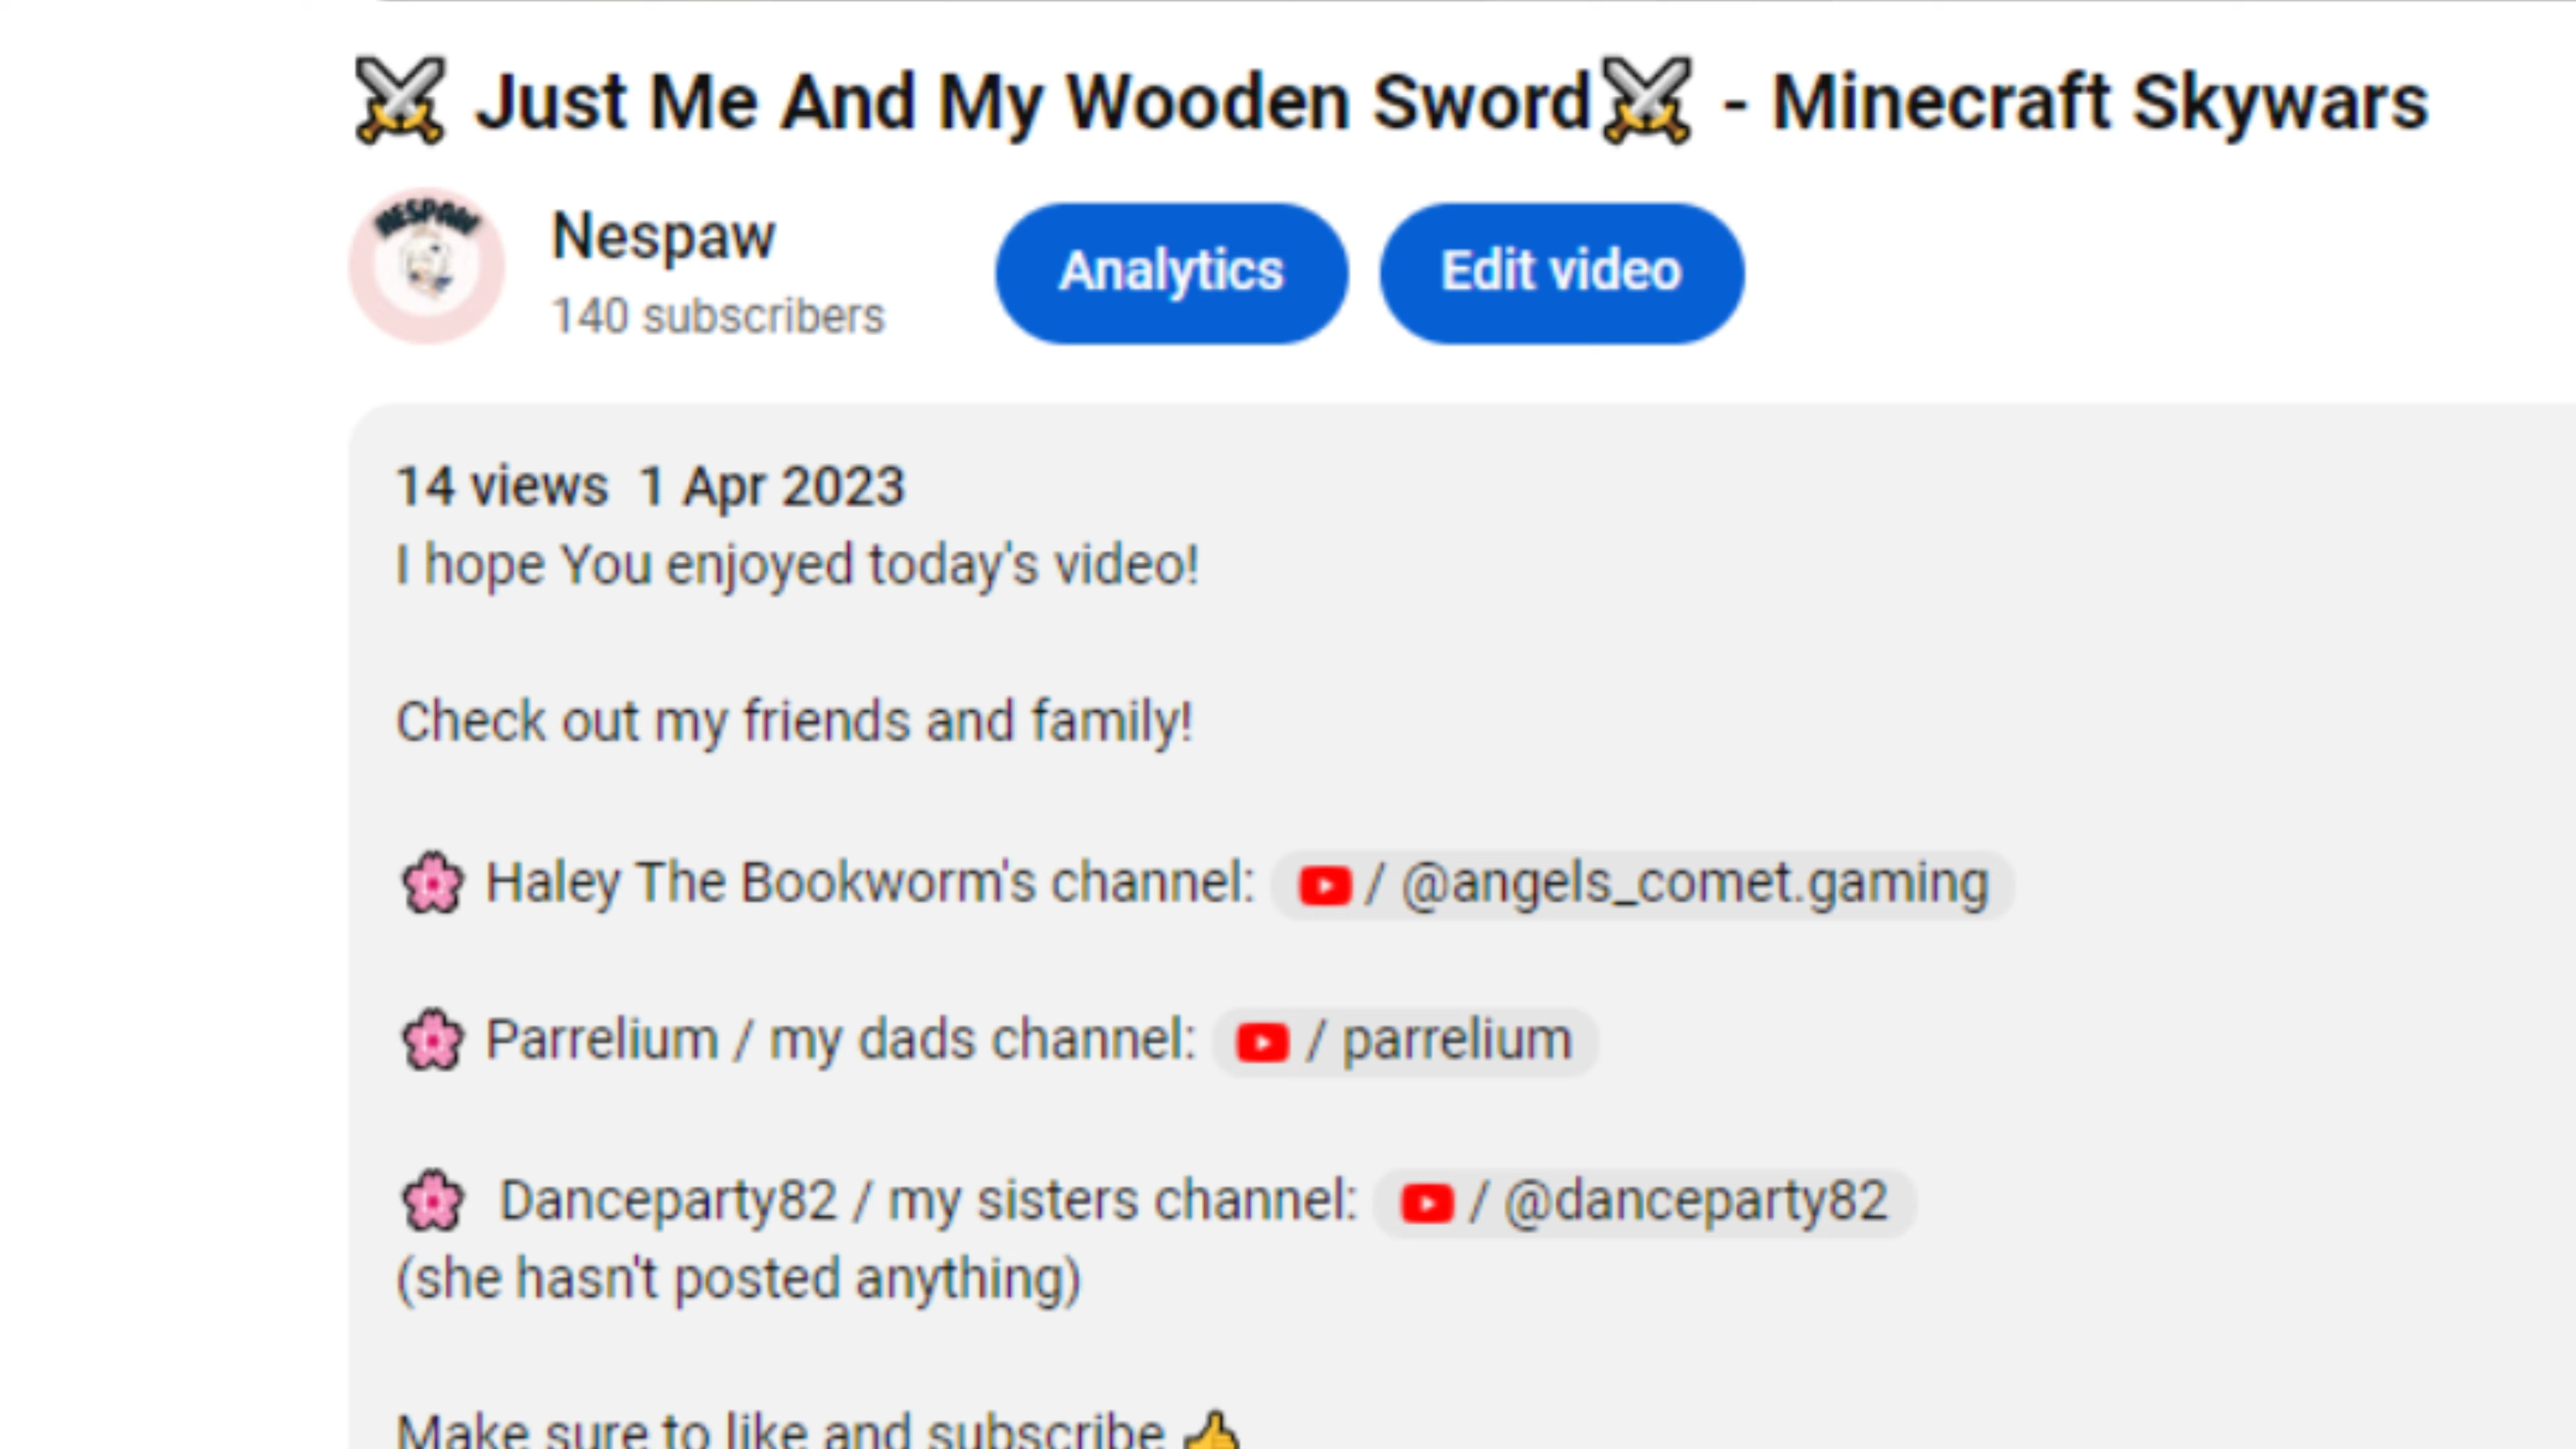 ⚔️ Just Me And My Wooden Sword⚔️ - Minecraft Skywars
NESPAW
Nespaw
140 subscribers
Analytics
Edit video
14 views 1 Apr 2023
I hope You enjoyed today's video!
Check out my friends and family!
🌸 Haley The Bookworm's channel: / @angels_comet.gaming
🌸 Parrelium / my dads channel: / parrelium
🌸 Danceparty82 / my sisters channel: / @danceparty82
(she hasn't posted anything)
Make sure to like and subscribe 👍